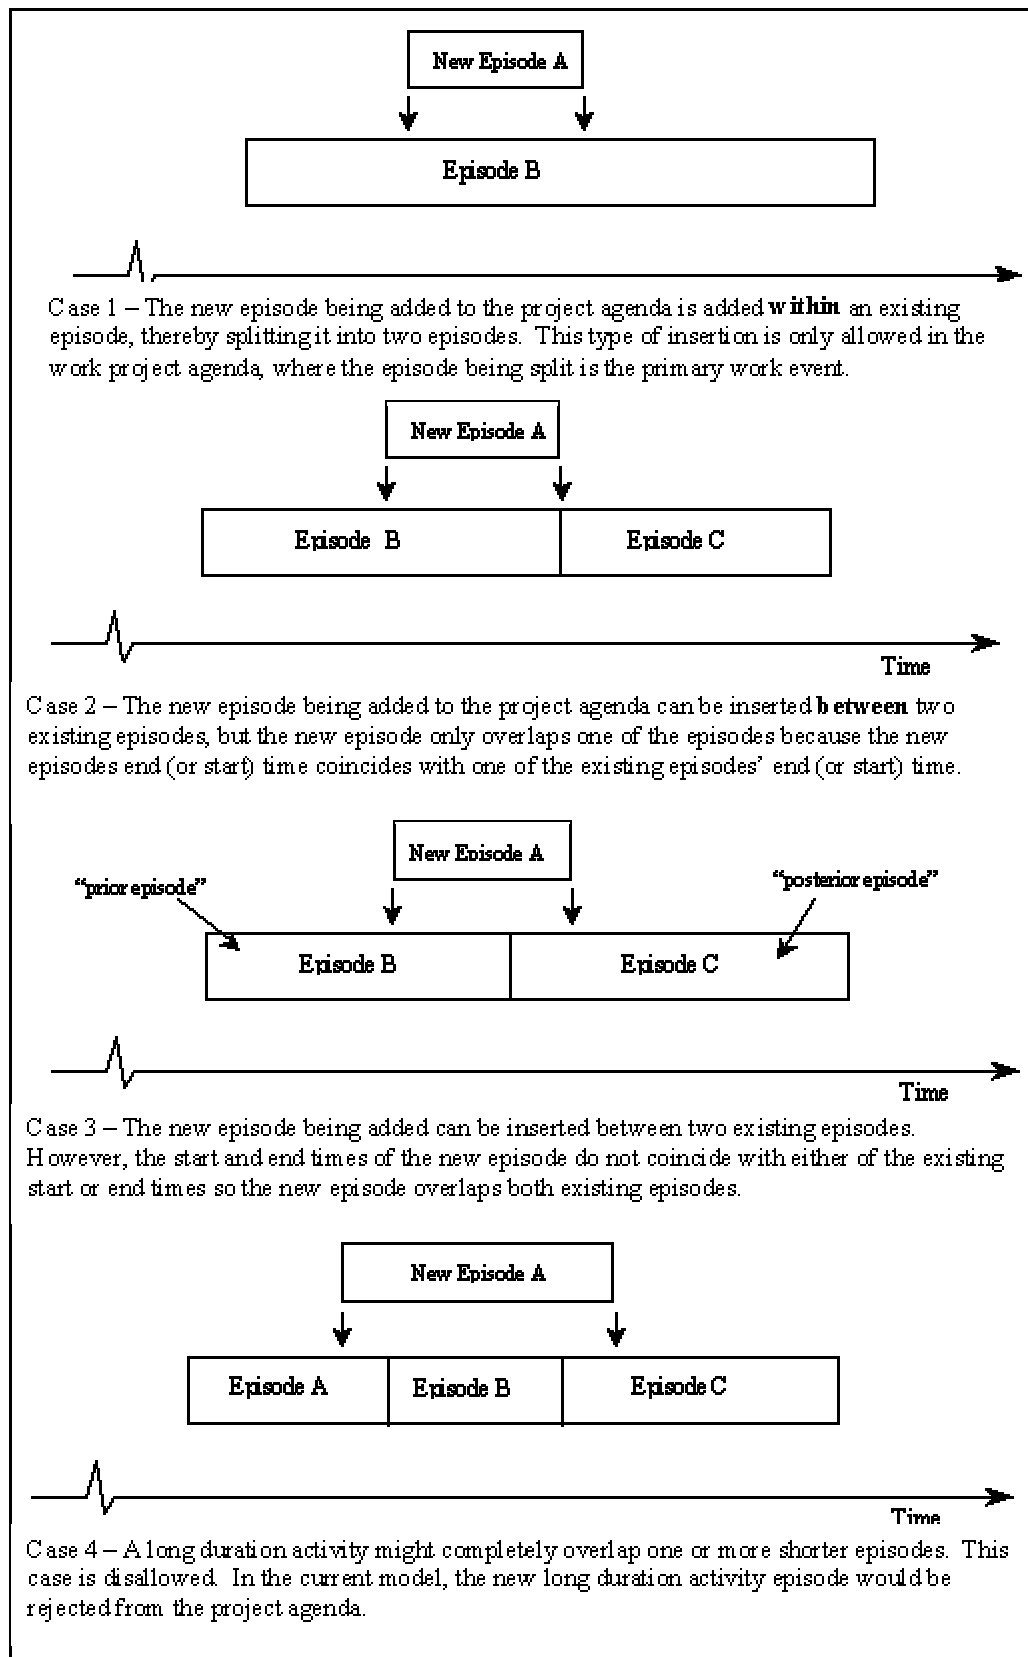 New Episode A
Episode B
Case 1 – The new episode being added to the project agenda is added within an existing
episode, thereby splitting it into two episodes. This type of insertion is only allowed in the
work project agenda, where the episode being split is the primary work event.
New Episode A
Episode B
Episode C
Time
Case 2 – The new episode being added to the project agenda can be inserted between two
existing episodes, but the new episode only overlaps one of the episodes because the new
episodes end (or start) time coincides with one of the existing episodes’ end (or start) time.
New Episode A
“prior episode”
“posterior episode”
Episode B
Episode C
Time
Case 3 – The new episode being added can be inserted between two existing episodes.
However, the start and end times of the new episode do not coincide with either of the existing
start or end times so the new episode overlaps both existing episodes.
New Episode A
Episode A
Episode B
Episode C
Time
Case 4 – A long duration activity might completely overlap one or more shorter episodes. This
case is disallowed. In the current model, the new long duration activity episode would be
rejected from the project agenda.